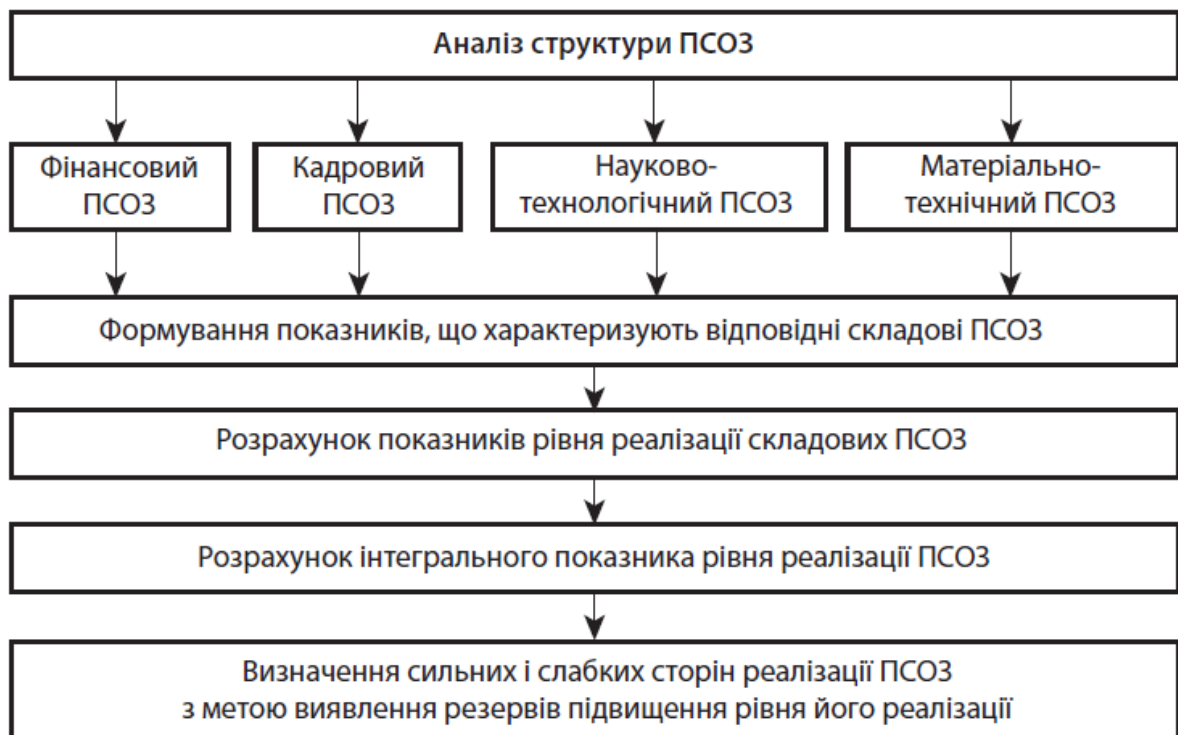 Аналіз структури ПСОЗ
Фінансовий
ПСОЗ
Кадровий
ПСОЗ
Науково-
технологічний ПСОЗ
Матеріально-
технічний ПСОЗ
Формування показників, що характеризують відповідні складові ПСОЗ
Розрахунок показників рівня реалізації складових ПСОЗ
Розрахунок інтегрального показника рівня реалізації ПСОЗ
Визначення сильних і слабких сторін реалізації ПСОЗ
з метою виявлення резервів підвищення рівня його реалізації